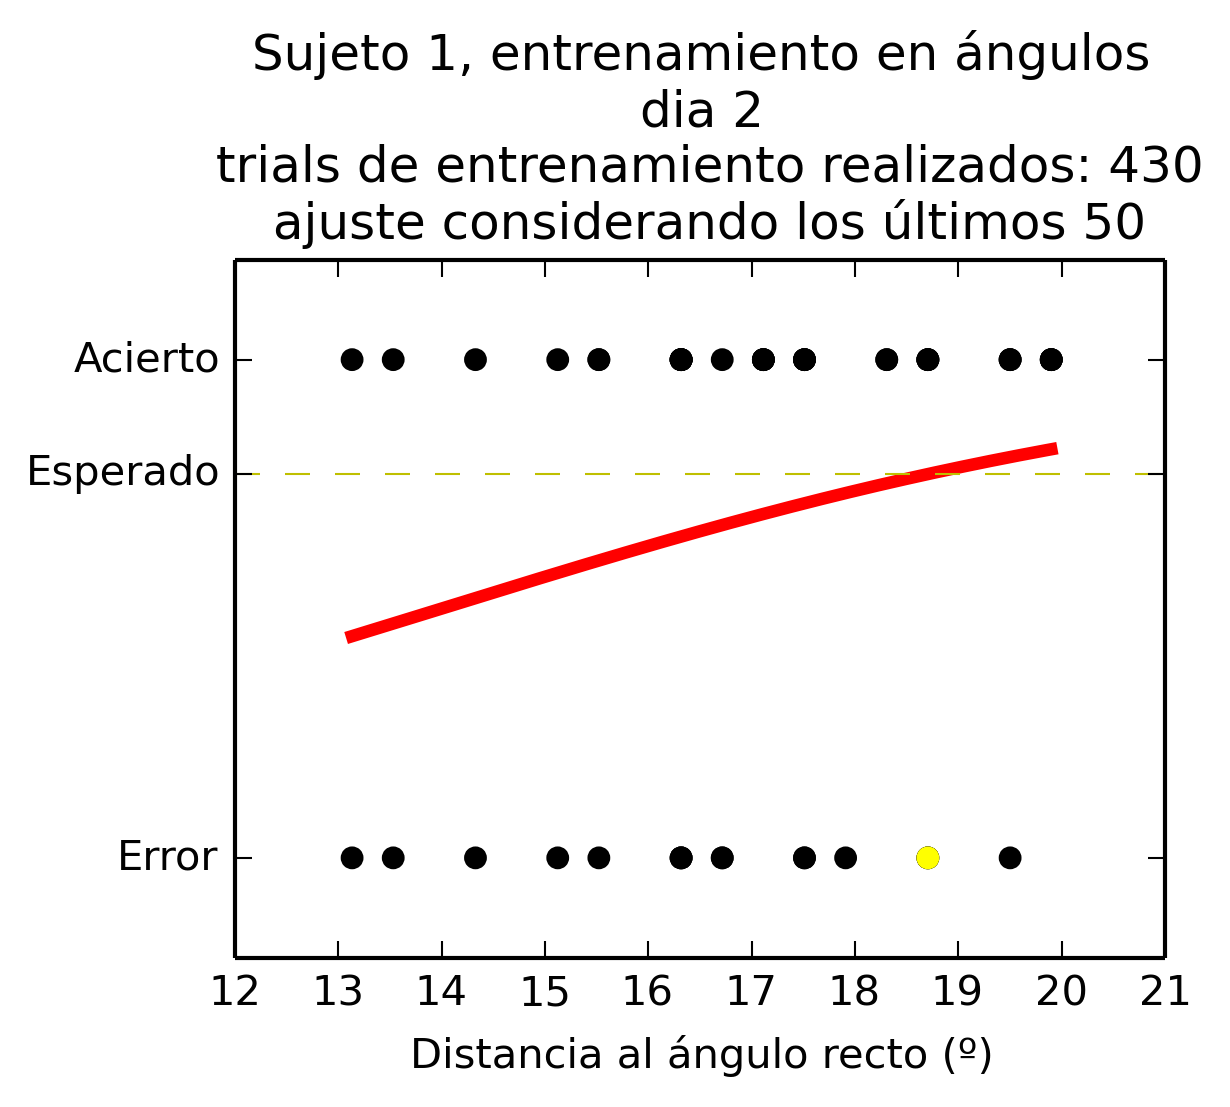 Sujeto 1, entrenamiento en ángulos
dia 2
trials de entrenamiento realizados: 430
ajuste considerando los últimos 50
Acierto
Esperado
Error
12 13 14 15 16 17 18 19 20 21
Distancia al ángulo recto (º)